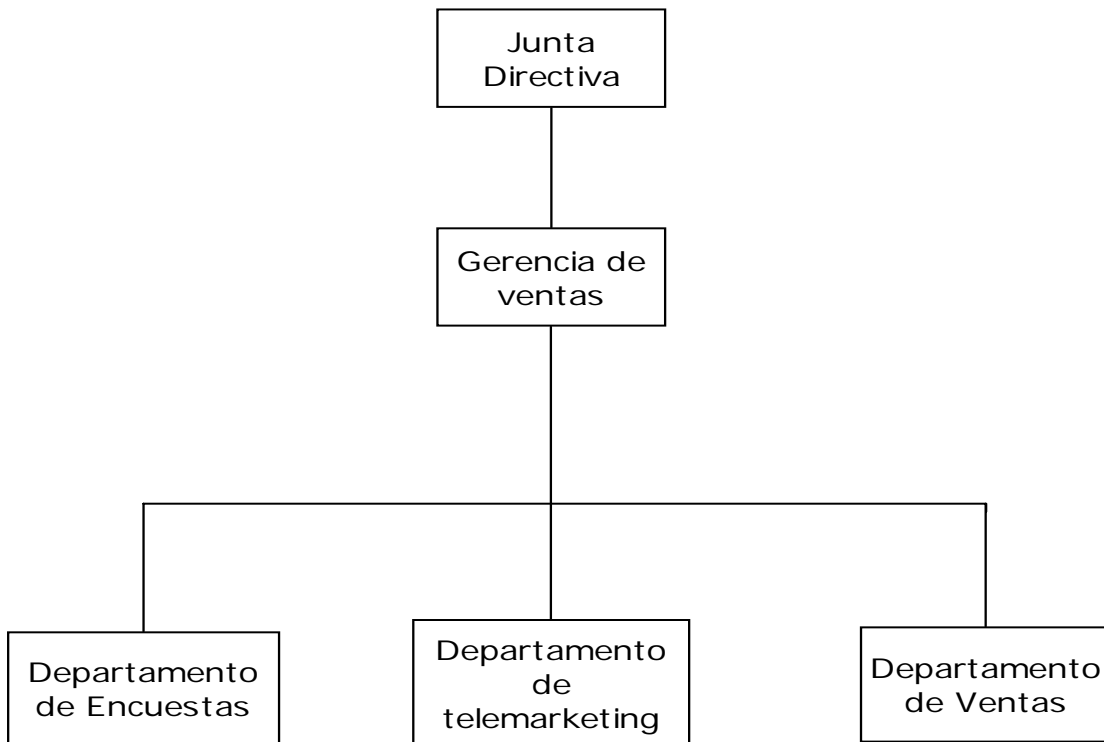 Junta
Directiva
Gerencia de
ventas
Departamento
de Encuestas
Departamento
de
telemarketing
Departamento
de Ventas